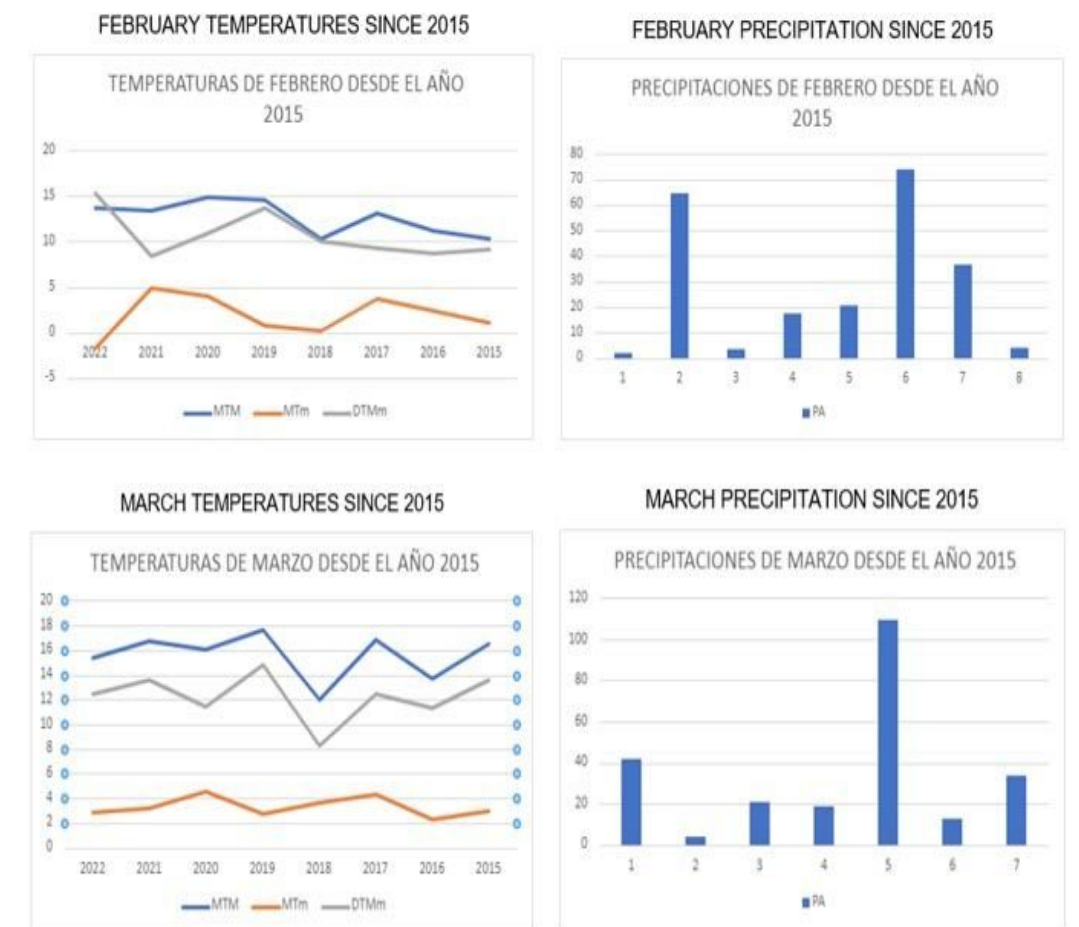 FEBRUARY TEMPERATURES SINCE 2015
TEMPERATURAS DE FEBRERO DESDE EL AÑO
2015
20
15
10
5
0
-5
2022 2021 2020 2019 2018 2017 2016 2015
MTM MTm DTMm
FEBRUARY PRECIPITATION SINCE 2015
PRECIPITACIONES DE FEBRERO DESDE EL AÑO
2015
80
70
60
50
40
30
20
10
0
1 2 3 4 5 6 7 8
PA
MARCH TEMPERATURES SINCE 2015
TEMPERATURAS DE MARZO DESDE EL AÑO 2015
20
18
16
14
12
10
8
6
4
2
0
2022 2021 2020 2019 2018 2017 2016 2015
MTM MTm DTMm
MARCH PRECIPITATION SINCE 2015
PRECIPITACIONES DE MARZO DESDE EL AÑO 2015
120
100
80
60
40
20
0
1 2 3 4 5 6 7
PA